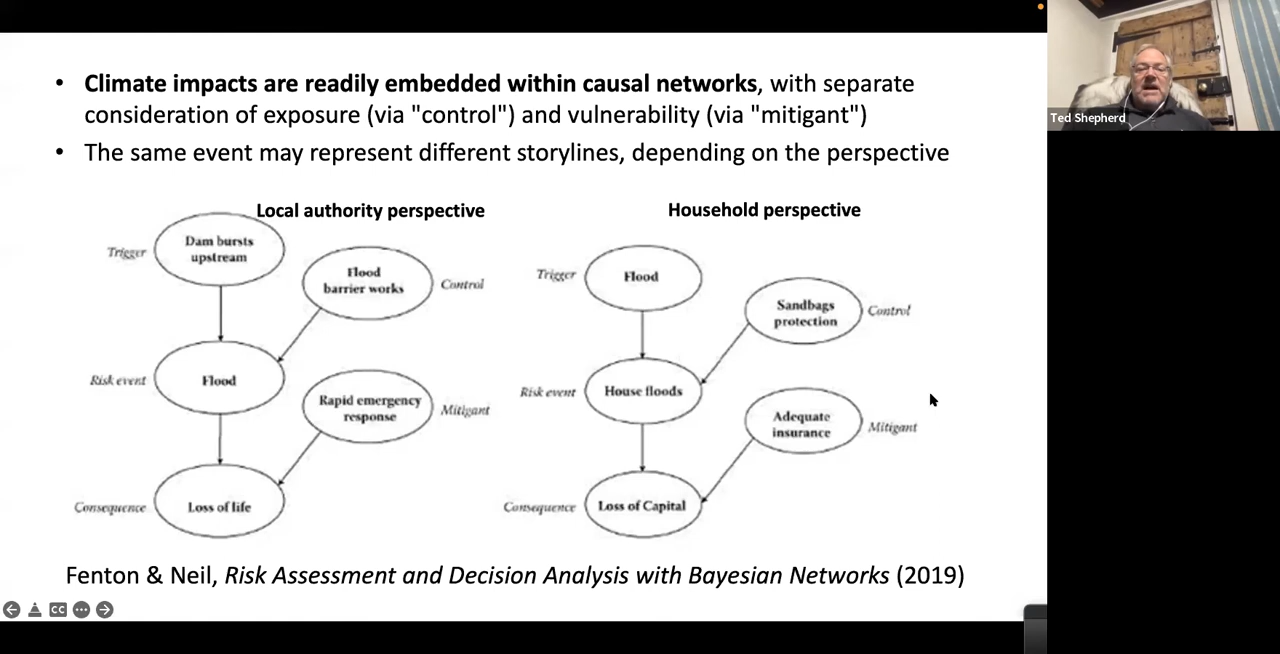 • Climate impacts are readily embedded within causal networks, with separate
consideration of exposure (via "control") and vulnerability (via "mitigant")
• The same event may represent different storylines, depending on the perspective
Local authority perspective
Trigger
Dam bursts
upstream
Flood
barrier works
Control
Risk event
Flood
Rapid emergency
response
Mitigant
Consequence
Loss of life
Household perspective
Trigger
Flood
Sandbags
protection
Control
Risk event
House floods
Adequate
insurance
Mitigant
Consequence
Loss of Capital
Fenton & Neil, Risk Assessment and Decision Analysis with Bayesian Networks (2019)
CC
Ted Shepherd